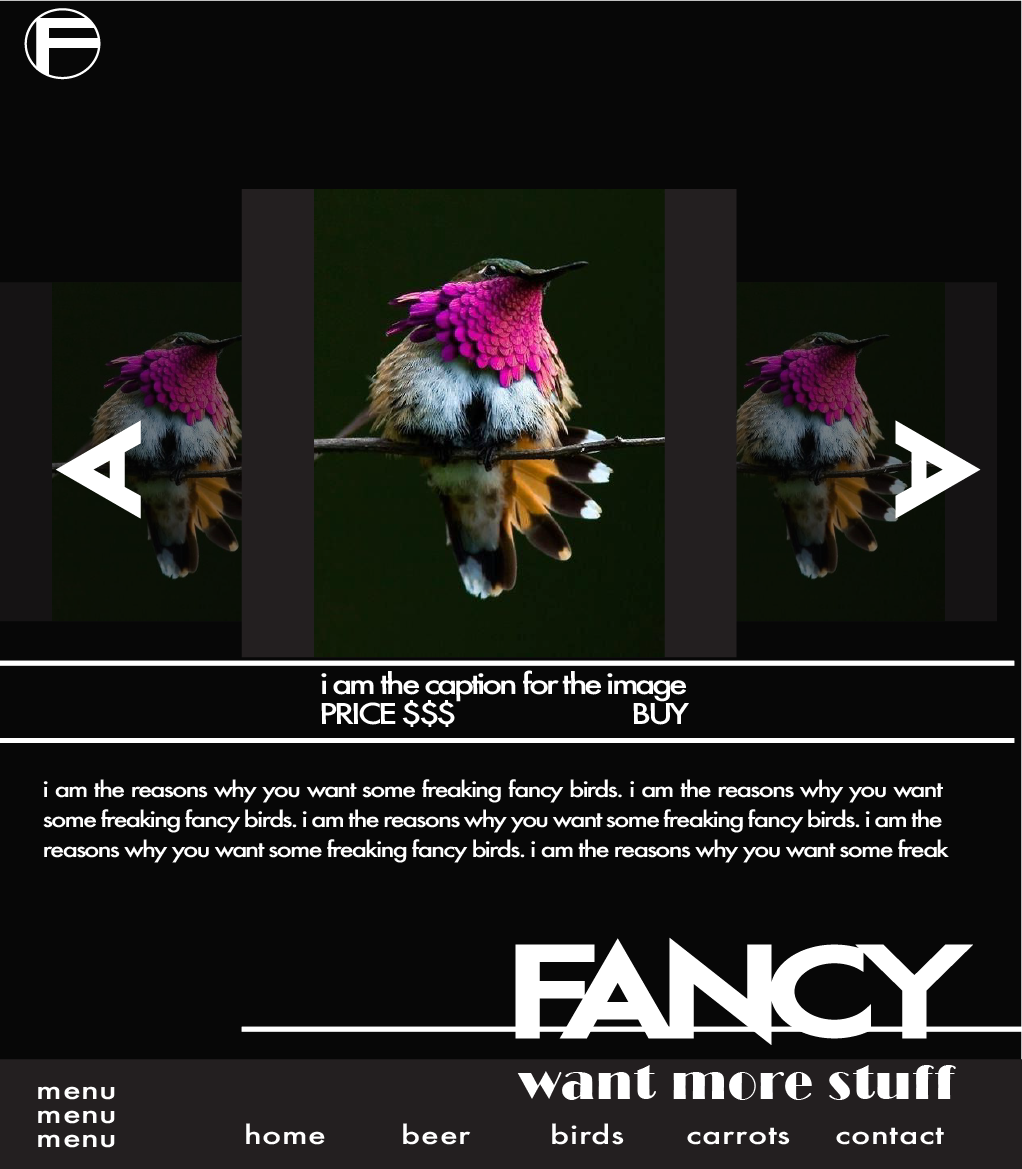 F
A
A
i am the caption for the image
PRICE $$$ BUY
i am the reasons why you want some freaking fancy birds. i am the reasons why you want
some freaking fancy birds. i am the reasons why you want some freaking fancy birds. i am the
reasons why you want some freaking fancy birds. i am the reasons why you want some freak
FANCY
want more stuff
menu
menu
menu
home beer birds carrots contact